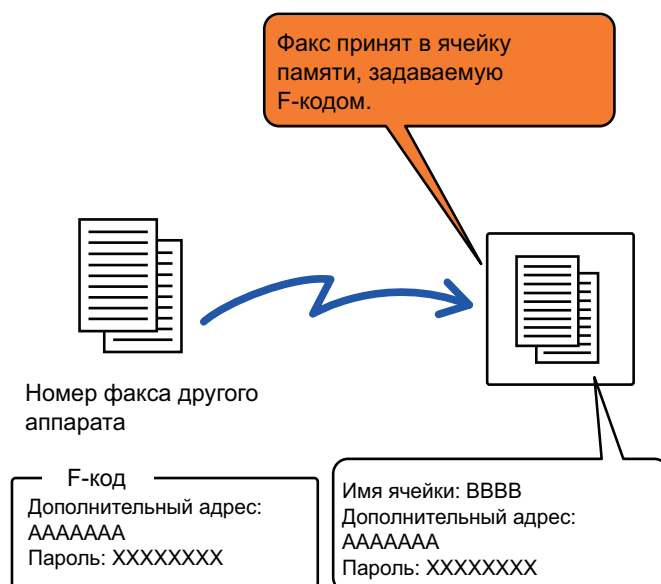 Факс принят в ячейку
памяти, задаваемую
F-кодом.
Номер факса другого
аппарата
F-код
Дополнительный адрес:
AAAAAAA
Пароль: XXXXXXXX
Имя ячейки: BBBB
Дополнительный адрес:
AAAAAAA
Пароль: XXXXXXXX